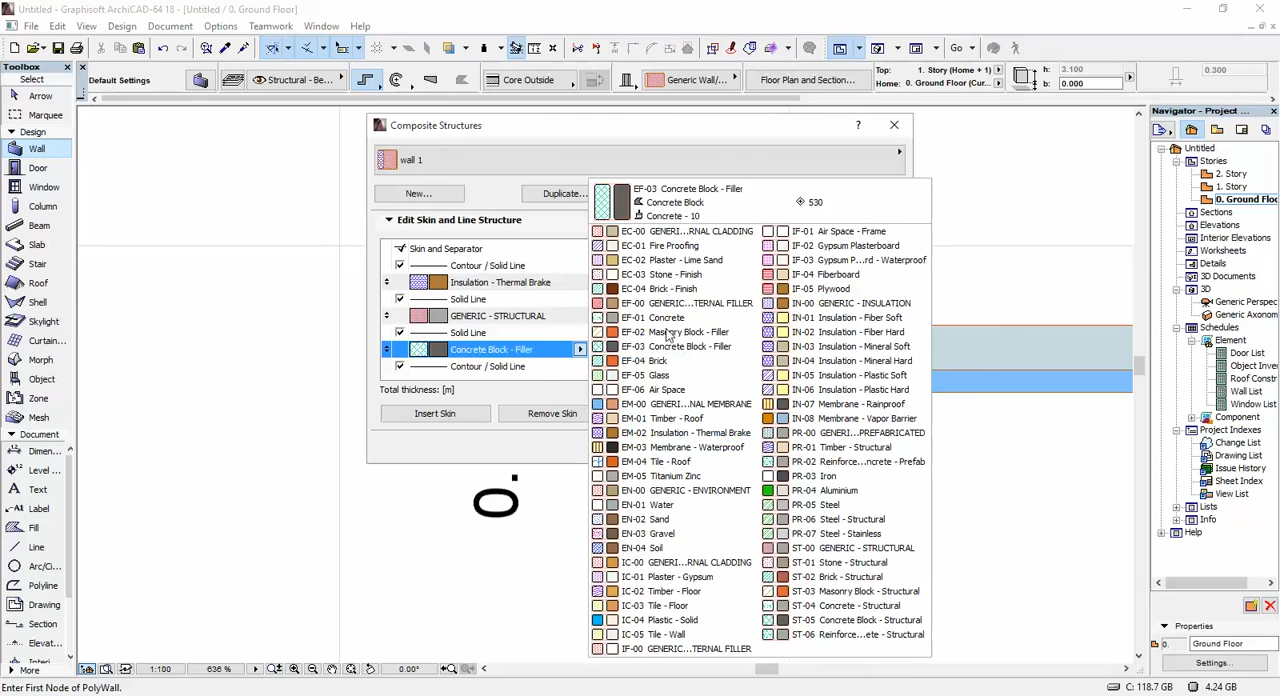 Untitled - Graphisoft ArchiCAD-64 18 - [Untitled / 0. Ground Floor]
File Edit View Design Document Options Teamwork Window Help
Go
Toolbox
Select
Arrow
Marquee
Design
Wall
Door
Window
Column
Beam
Slab
Stair
Roof
Shell
Skylight
Curtain...
Morph
Object
Zone
Mesh
Document
Dimen...
Level ...
Text
Label
Fill
Line
Arc/Ci...
Polyline
Drawing
Section
Elevat...
Interi...
More
Default Settings
Structural - Be...
Core Outside
Generic Wall/...
Floor Plan and Section...
Top: 1. Story (Home + 1)
Home: 0. Ground Floor (Cur...
h: 3.100
b: 0.000
0.300
Composite Structures
?
wall 1
New...
Duplicate...
Edit Skin and Line Structure
Skin and Separator
Contour / Solid Line
Insulation - Thermal Brake
Solid Line
GENERIC - STRUCTURAL
Solid Line
Concrete Block - Filler
Contour / Solid Line
Total thickness: [m]
Insert Skin
Remove Skin
EF-03 Concrete Block - Filler
Concrete Block
Concrete - 10
530
EC-00 GENERI...RNAL CLADDING
EC-01 Fire Proofing
EC-02 Plaster - Lime Sand
EC-03 Stone - Finish
EC-04 Brick - Finish
EF-00 GENERIC...TERNAL FILLER
EF-01 Concrete
EF-02 Masonry Block - Filler
EF-03 Concrete Block - Filler
EF-04 Brick
EF-05 Glass
EF-06 Air Space
EM-00 GENERI...NAL MEMBRANE
EM-01 Timber - Roof
EM-02 Insulation - Thermal Brake
EM-03 Membrane - Waterproof
EM-04 Tile - Roof
EM-05 Titanium Zinc
EN-00 GENERIC - ENVIRONMENT
EN-01 Water
EN-02 Sand
EN-03 Gravel
EN-04 Soil
IC-00 GENERI...RNAL CLADDING
IC-01 Plaster - Gypsum
IC-02 Timber - Floor
IC-03 Tile - Floor
IC-04 Plastic - Solid
IC-05 Tile - Wall
IF-00 GENERIC...TERNAL FILLER
IF-01 Air Space - Frame
IF-02 Gypsum Plasterboard
IF-03 Gypsum P...rd - Waterproof
IF-04 Fiberboard
IF-05 Plywood
IN-00 GENERIC - INSULATION
IN-01 Insulation - Fiber Soft
IN-02 Insulation - Fiber Hard
IN-03 Insulation - Mineral Soft
IN-04 Insulation - Mineral Hard
IN-05 Insulation - Plastic Soft
IN-06 Insulation - Plastic Hard
IN-07 Membrane - Rainproof
IN-08 Membrane - Vapor Barrier
PR-00 GENERI...PREFABRICATED
PR-01 Timber - Structural
PR-02 Reinforce...ncrete - Prefab
PR-03 Iron
PR-04 Aluminium
PR-05 Steel
PR-06 Steel - Structural
PR-07 Steel - Stainless
ST-00 GENERIC - STRUCTURAL
ST-01 Stone - Structural
ST-02 Brick - Structural
ST-03 Masonry Block - Structural
ST-04 Concrete - Structural
ST-05 Concrete Block - Structural
ST-06 Reinforce...ete - Structural
Navigator - Project ...
Untitled
Stories
2. Story
1. Story
0. Ground Floo
Sections
Elevations
Interior Elevations
Worksheets
Details
3D Documents
3D
Generic Perspe
Generic Axonom
Schedules
Element
Door List
Object Inven
Roof Constr
Wall List
Window List
Component
Project Indexes
Change List
Drawing List
Issue History
Sheet Index
View List
Lists
Info
Help
Properties
0. Ground Floor
Settings...
1:100
636 %
0.00°
Enter First Node of PolyWall.
C: 118.7 GB
4.24 GB